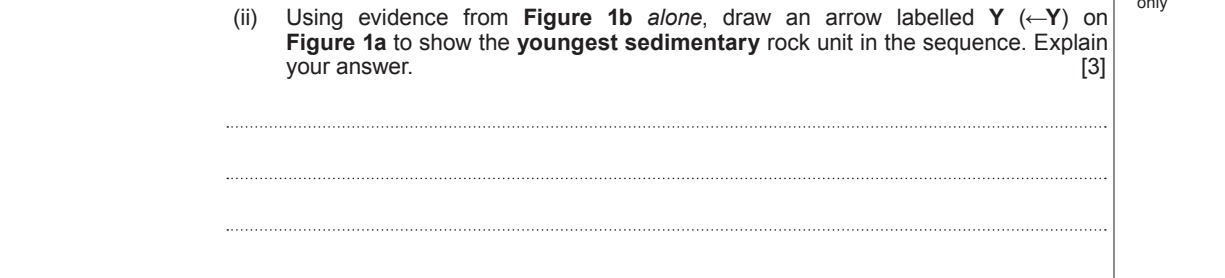 only
(ii) Using evidence from Figure 1b alone, draw an arrow labelled Y (←Y) on
Figure 1a to show the youngest sedimentary rock unit in the sequence. Explain
your answer. [3]